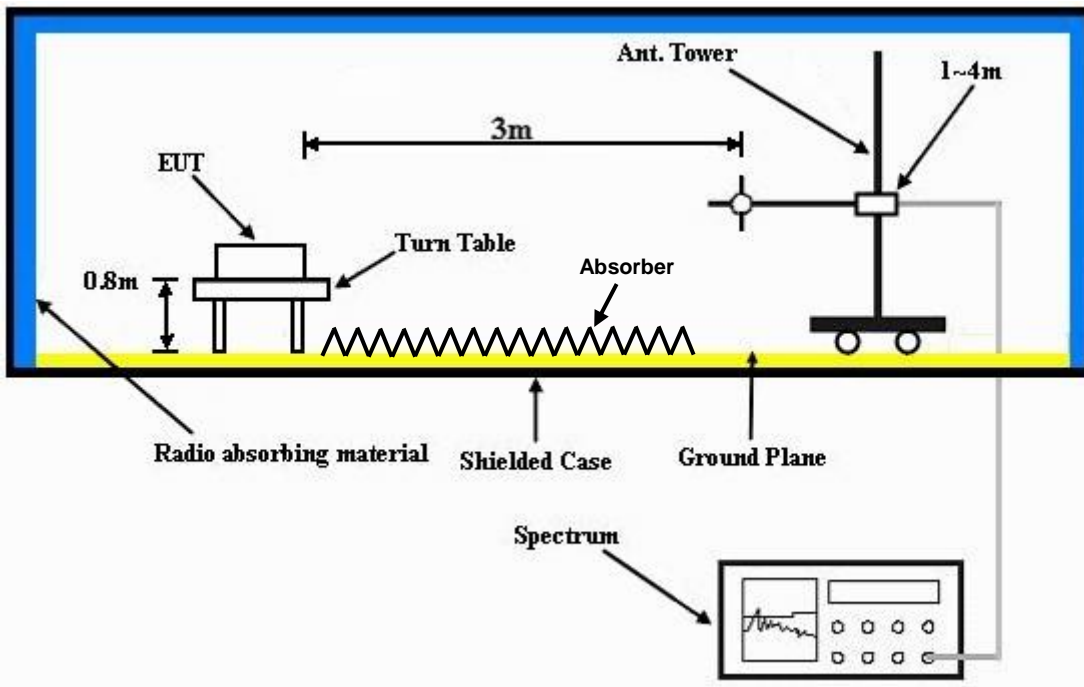 Ant. Tower
1~4m
3m
EUT
Turn Table
0.8m
Absorber
Radio absorbing material
Shielded Case
Ground Plane
Spectrum